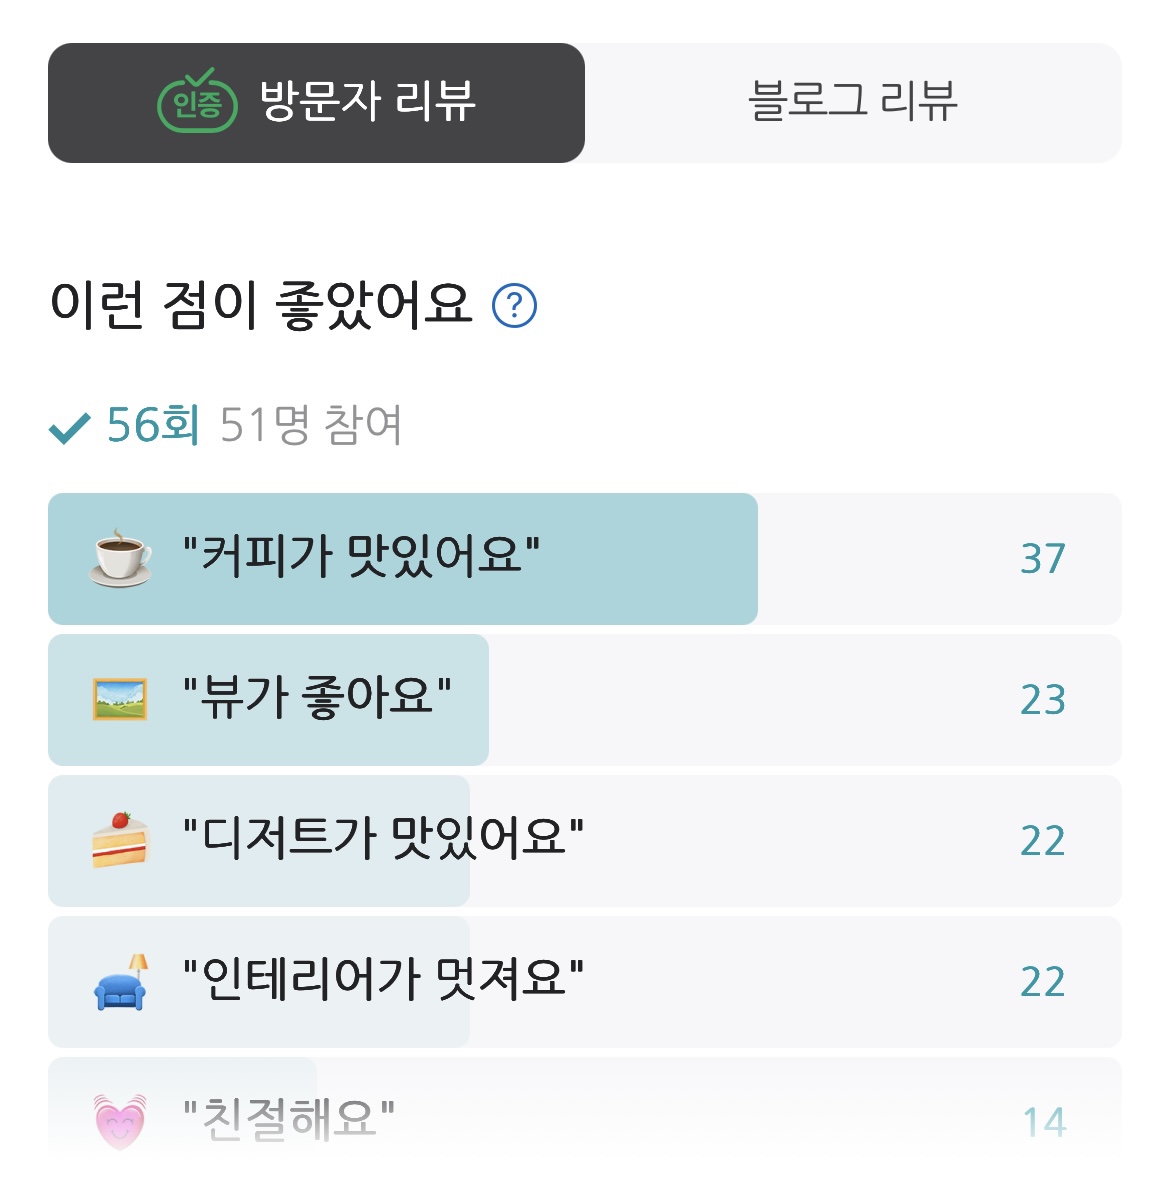 인증 방문자 리뷰 블로그 리뷰
이런 점이 좋았어요 ?
56회 51명 참여
"커피가 맛있어요" 37
"뷰가 좋아요" 23
"디저트가 맛있어요" 22
"인테리어가 멋져요" 22
"친절해요" 14